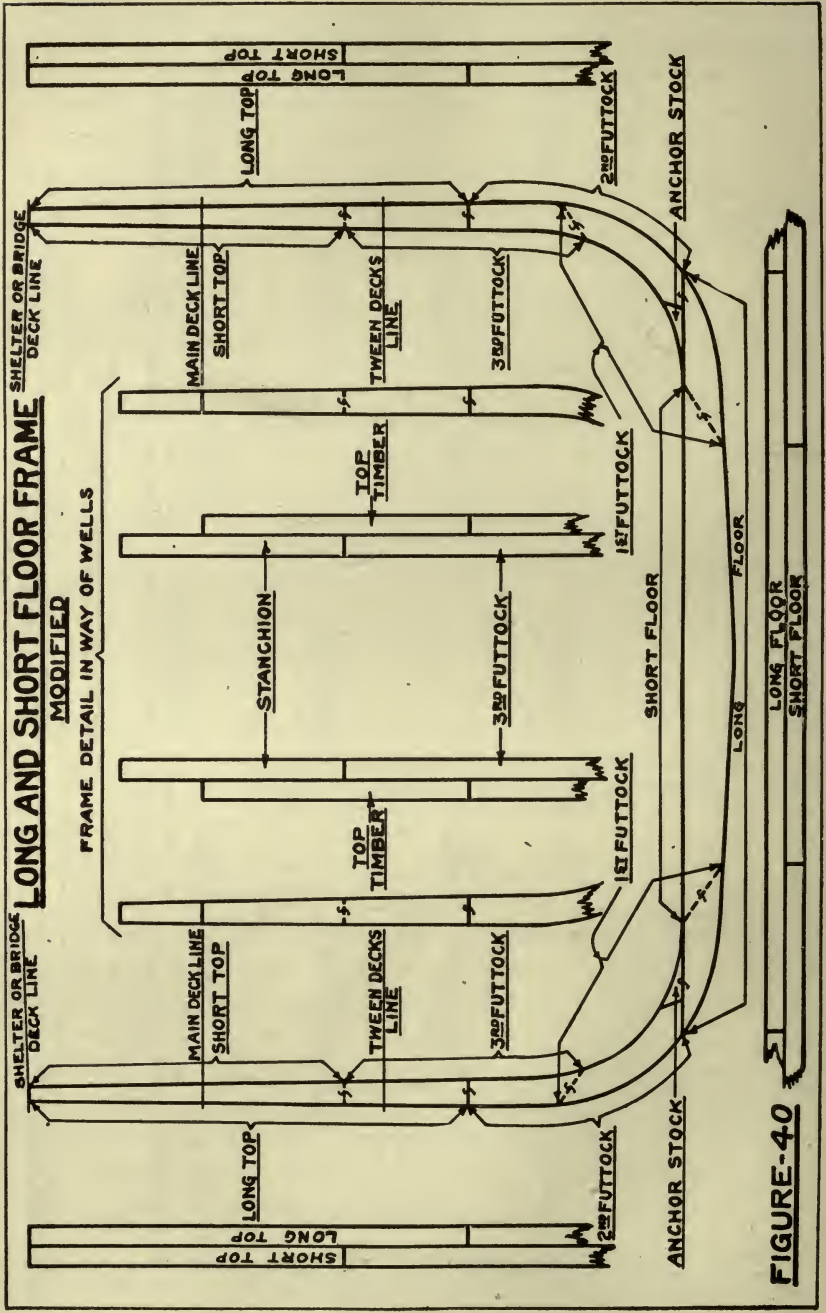 LONG AND SHORT FLOOR FRAME
MODIFIED
FRAME DETAIL IN WAY OF WELLS
SHELTER OR BRIDGE
DECK LINE
SHELTER OR BRIDGE
DECK LINE
SHORT TOP
LONG TOP
SHORT TOP
LONG TOP
LONG TOP
LONG TOP
MAIN DECK LINE
SHORT TOP
MAIN DECK LINE
SHORT TOP
TOP
TIMBER
STANCHION
TOP
TIMBER
TWEEN DECKS
LINE
TWEEN DECKS
LINE
3RD FUTTOCK
3RD FUTTOCK
3RD FUTTOCK
2ND FUTTOCK
1ST FUTTOCK
1ST FUTTOCK
2ND FUTTOCK
ANCHOR STOCK
SHORT FLOOR
ANCHOR STOCK
LONG FLOOR
LONG FLOOR
SHORT FLOOR
FIGURE-40